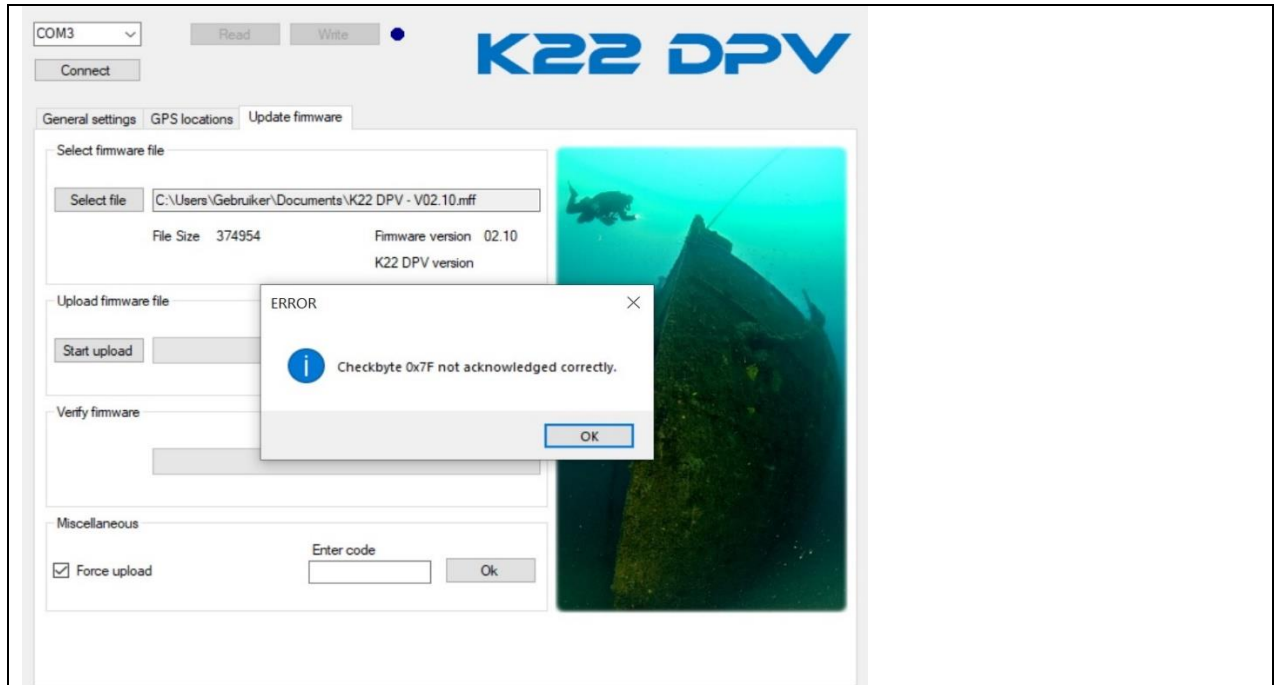 COM3 Read Write
K22 DPV
Connect
General settings GPS locations Update firmware
Select firmware file
Select file C:\Users\Gebruiker\Documents\K22 DPV - V02.10.mff
File Size 374954 Firmware version 02.10
K22 DPV version
Upload firmware file
ERROR
Start upload
Checkbyte 0x7F not acknowledged correctly.
Verify firmware
OK
Miscellaneous
Enter code
Force upload Ok